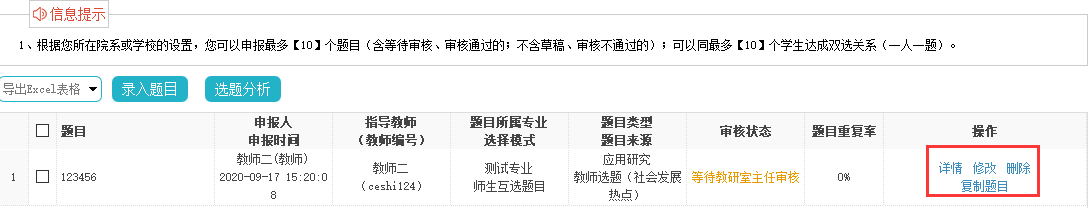 信息提示
1、根据您所在院系或学校的设置，您可以申报最多【10】个题目（含等待审核、审核通过的；不含草稿、审核不通过的）；可以同最多【10】个学生达成双选关系（一人一题）。
导出Excel表格 录入题目 选题分析
题目 申报人 申报时间 指导教师 （教师编号） 题目所属专业 选择模式 题目类型 题目来源 审核状态 题目重复率 操作
1 123456 教师二(教师) 2020-09-17 15:20:08 教师二 （ceshi124） 测试专业 师生互选题目 应用研究 教师选题（社会发展热点） 等待教研室主任审核 0% 详情 修改 删除 复制题目